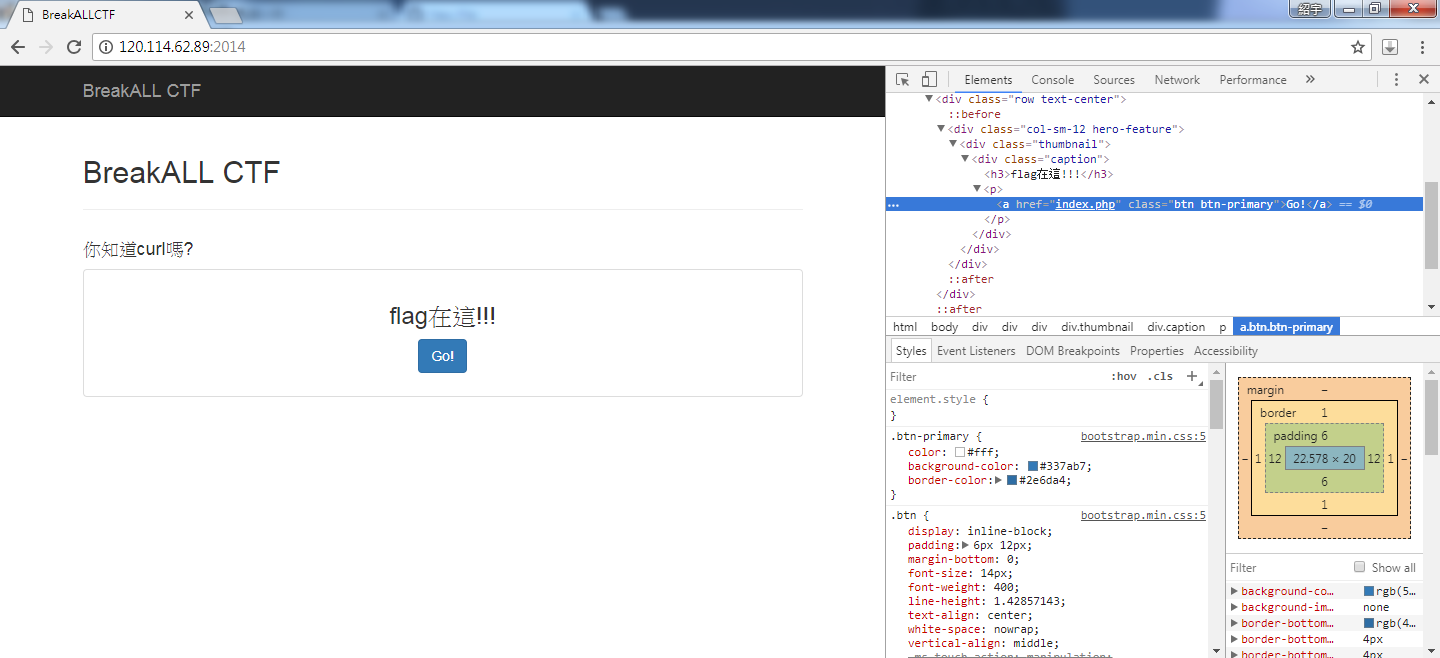 BreakALLCTF
紹宇
120.114.62.89:2014
BreakALL CTF
BreakALL CTF
你知道curl嗎?
flag在這!!!
Go!
Elements Console Sources Network Performance »
▼<div class="row text-center">
::before
▼<div class="col-sm-12 hero-feature">
▼<div class="thumbnail">
▼<div class="caption">
<h3>flag在這!!!</h3>
▼<p>
… <a href="index.php" class="btn btn-primary">Go!</a> == $0
</p>
</div>
</div>
</div>
::after
</div>
::after
html body div div div div.thumbnail div.caption p a.btn.btn-primary
Styles Event Listeners DOM Breakpoints Properties Accessibility
Filter :hov .cls +
element.style {
}
.btn-primary { bootstrap.min.css:5
color: #fff;
background-color: #337ab7;
border-color:▶#2e6da4;
}
.btn { bootstrap.min.css:5
display: inline-block;
padding:▶6px 12px;
margin-bottom: 0;
font-size: 14px;
font-weight: 400;
line-height: 1.42857143;
text-align: center;
white-space: nowrap;
vertical-align: middle;
-ms-touch-action: manipulation;
margin –
border 1
padding 6
– 1 12 22.578 × 20 12 1 –
6
1
–
Filter Show all
▶background-co… rgb(5…
▶background-im… none
▶border-bottom… rgb(4…
▶border-bottom… 4px
▶border-bottom… 4px